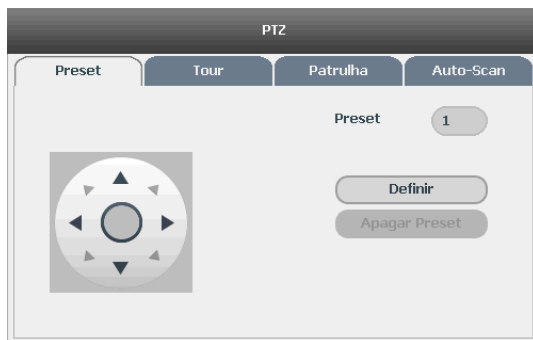 PTZ
Preset
Tour
Patrulha
Auto-Scan
Preset
1
Definir
Apagar Preset